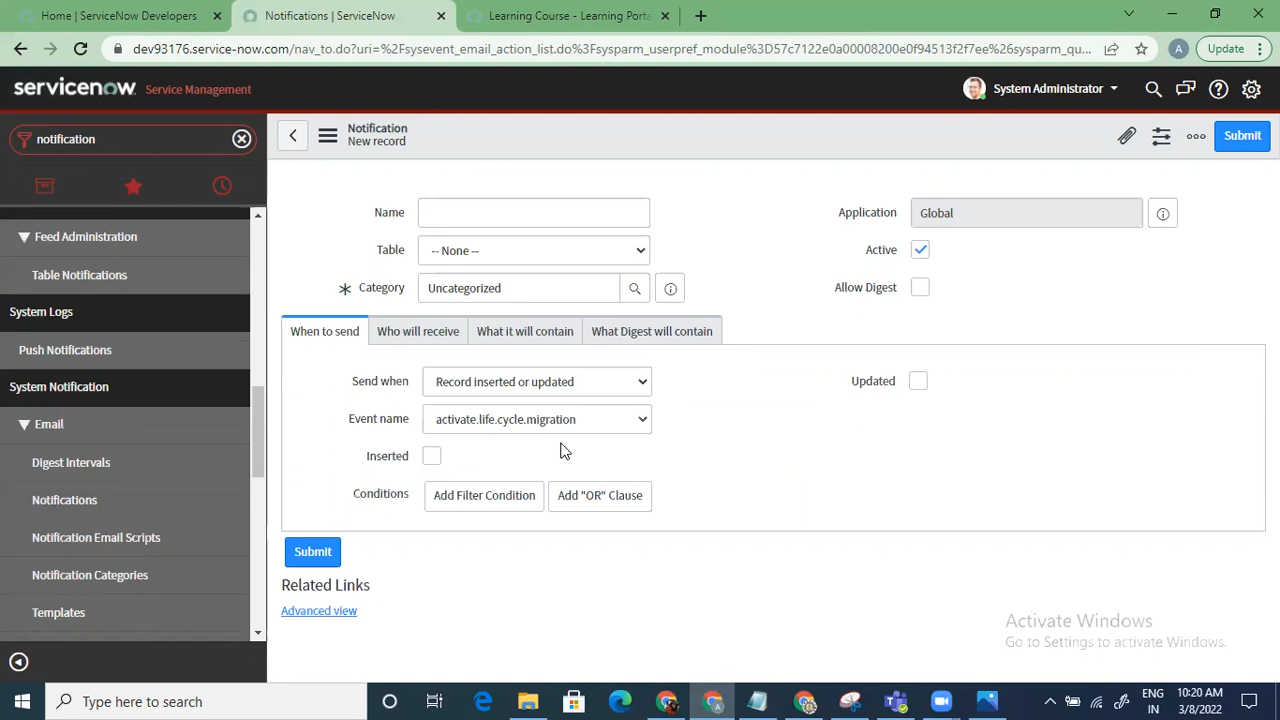 Home | ServiceNow Developers
Notifications | ServiceNow
Learning Course - Learning Porta
dev93176.service-now.com/nav_to.do?uri=%2Fsysevent_email_action_list.do%3Fsysparm_userpref_module%3D57c7122e0a00008200e0f94513f2f7ee%26sysparm_qu...
A
Update
servicenow. Service Management
System Administrator
notification
Notification
New record
Submit
Feed Administration
Table Notifications
System Logs
Push Notifications
System Notification
Email
Digest Intervals
Notifications
Notification Email Scripts
Notification Categories
Templates
Name
Application
Global
Table
-- None --
Active
Category
Uncategorized
Allow Digest
When to send
Who will receive
What it will contain
What Digest will contain
Send when
Record inserted or updated
Updated
Event name
activate.life.cycle.migration
Inserted
Conditions
Add Filter Condition
Add "OR" Clause
Submit
Related Links
Advanced view
Activate Windows
Go to Settings to activate Windows.
Type here to search
A
ENG
IN
10:20 AM
3/8/2022